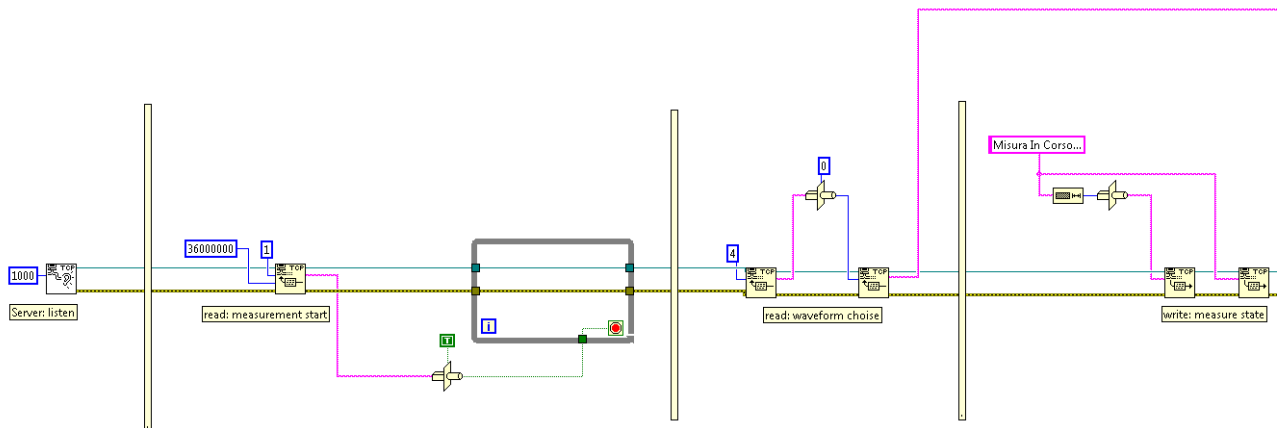 Misura In Corso...
0
36000000
1
4
1000
TCP
TCP
TCP
TCP
TCP
TCP
Server: listen
read: measurement start
i
T
read: waveform choise
write: measure state